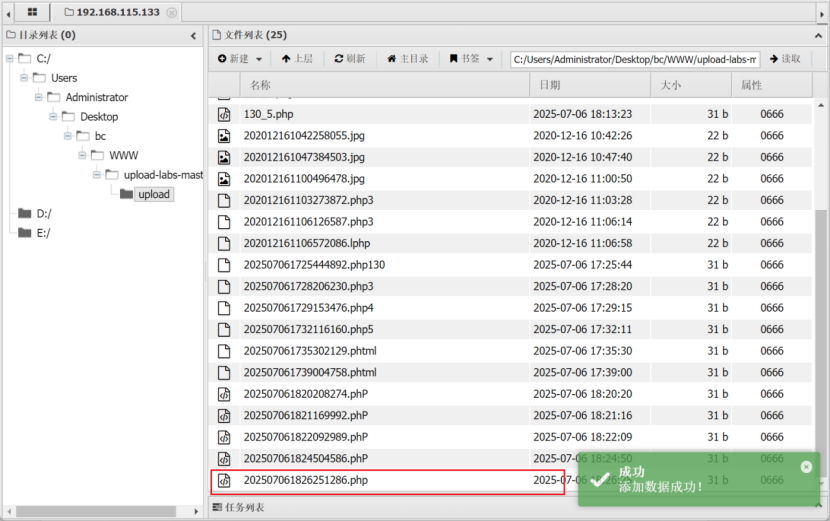 192.168.115.133
目录列表 (0)
C:/
Users
Administrator
Desktop
bc
WWW
upload-labs-mast
upload
D:/
E:/
文件列表 (25)
新建 上层 刷新 主目录 书签 C:/Users/Administrator/Desktop/bc/WWW/upload-labs-m 读取
名称 日期 大小 属性
130_5.php 2025-07-06 18:13:23 31 b 0666
202012161042258055.jpg 2020-12-16 10:42:26 22 b 0666
202012161047384503.jpg 2020-12-16 10:47:40 22 b 0666
202012161100496478.jpg 2020-12-16 11:00:50 22 b 0666
202012161103273872.php3 2020-12-16 11:03:28 22 b 0666
202012161106126587.php3 2020-12-16 11:06:14 22 b 0666
202012161106572086.lphp 2020-12-16 11:06:58 22 b 0666
202507061725444892.php130 2025-07-06 17:25:44 31 b 0666
202507061728206230.php3 2025-07-06 17:28:20 31 b 0666
202507061729153476.php4 2025-07-06 17:29:15 31 b 0666
202507061732116160.php5 2025-07-06 17:32:11 31 b 0666
202507061735302129.phtml 2025-07-06 17:35:30 31 b 0666
202507061739004758.phtml 2025-07-06 17:39:00 31 b 0666
202507061820208274.phP 2025-07-06 18:20:20 31 b 0666
202507061821169992.phP 2025-07-06 18:21:16 31 b 0666
202507061822092989.phP 2025-07-06 18:22:09 31 b 0666
202507061824504586.phP 2025-07-06 18:24:50 31 b 0666
202507061826251286.php 2025-07-06 18:26:
成功
添加数据成功!
任务列表